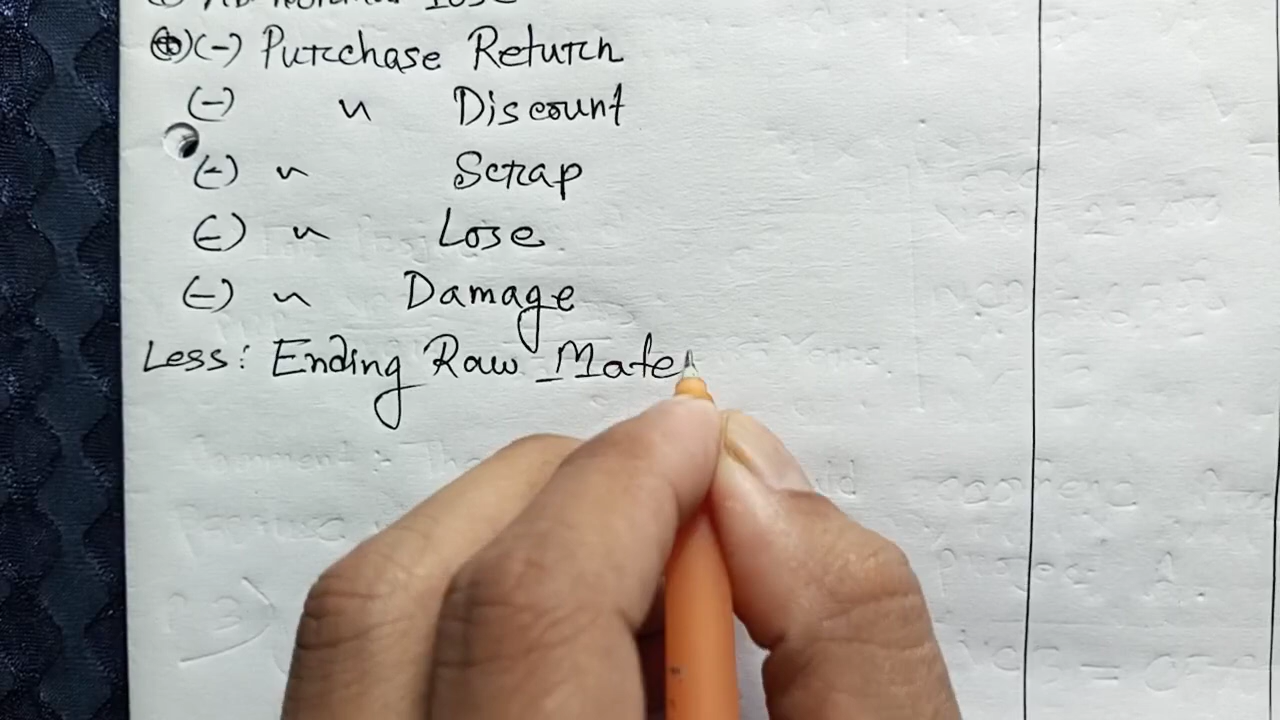 (-) Purchase Return
(-) " Discount
(-) " Scrap
(-) " Lose
(-) " Damage
Less: Ending Raw Mate